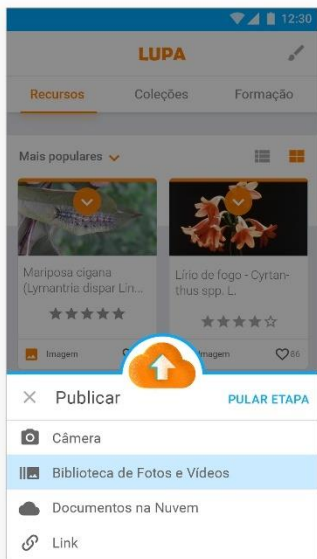 12:30
LUPA
Recursos Coleções Formação
Mais populares
Mariposa cigana
(Lymantria dispar Lin...
Lírio de fogo - Cyrtan-
thus spp. L.
Imagem
Imagem 86
Publicar PULAR ETAPA
Câmera
Biblioteca de Fotos e Vídeos
Documentos na Nuvem
Link